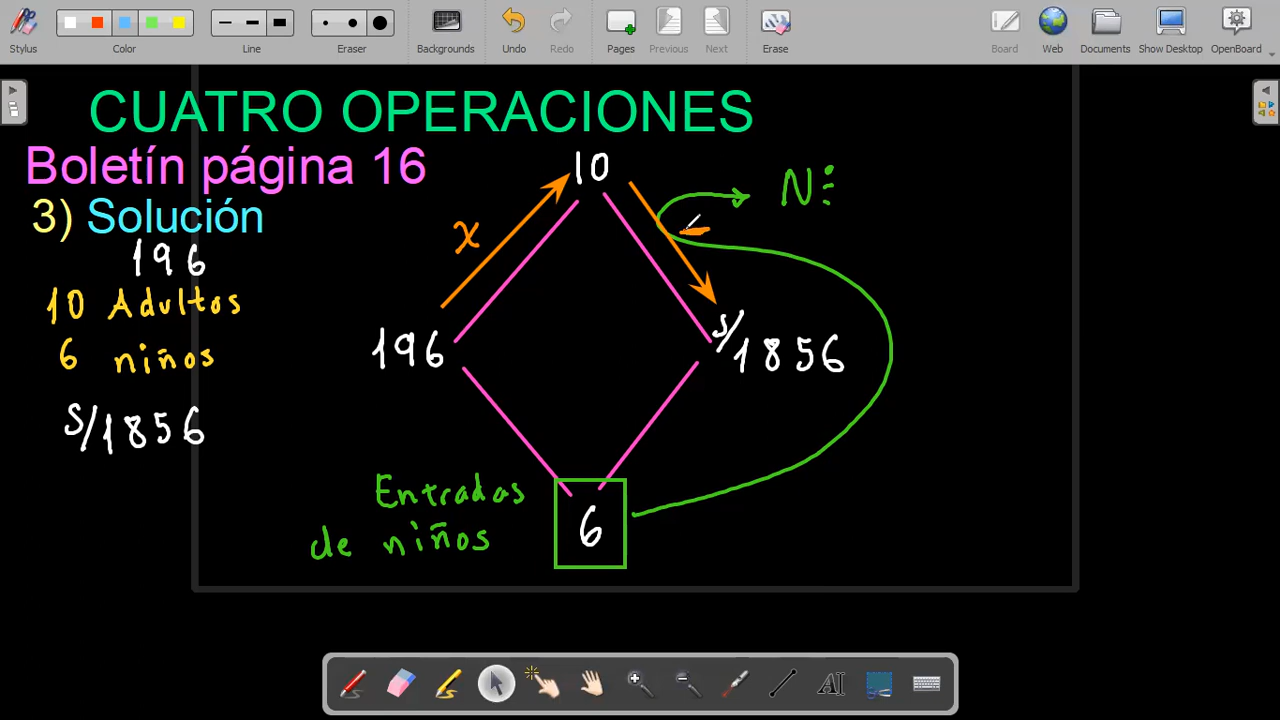 Stylus
Color
Line
Eraser
Backgrounds
Undo
Redo
Pages
Previous
Next
Erase
Board
Web
Documents
Show Desktop
OpenBoard
CUATRO OPERACIONES
Boletín página 16
3) Solución
196
10 Adultos
6 niños
S/1856
10
x
-
N:
196
S/1856
Entradas
de niños
6
AI